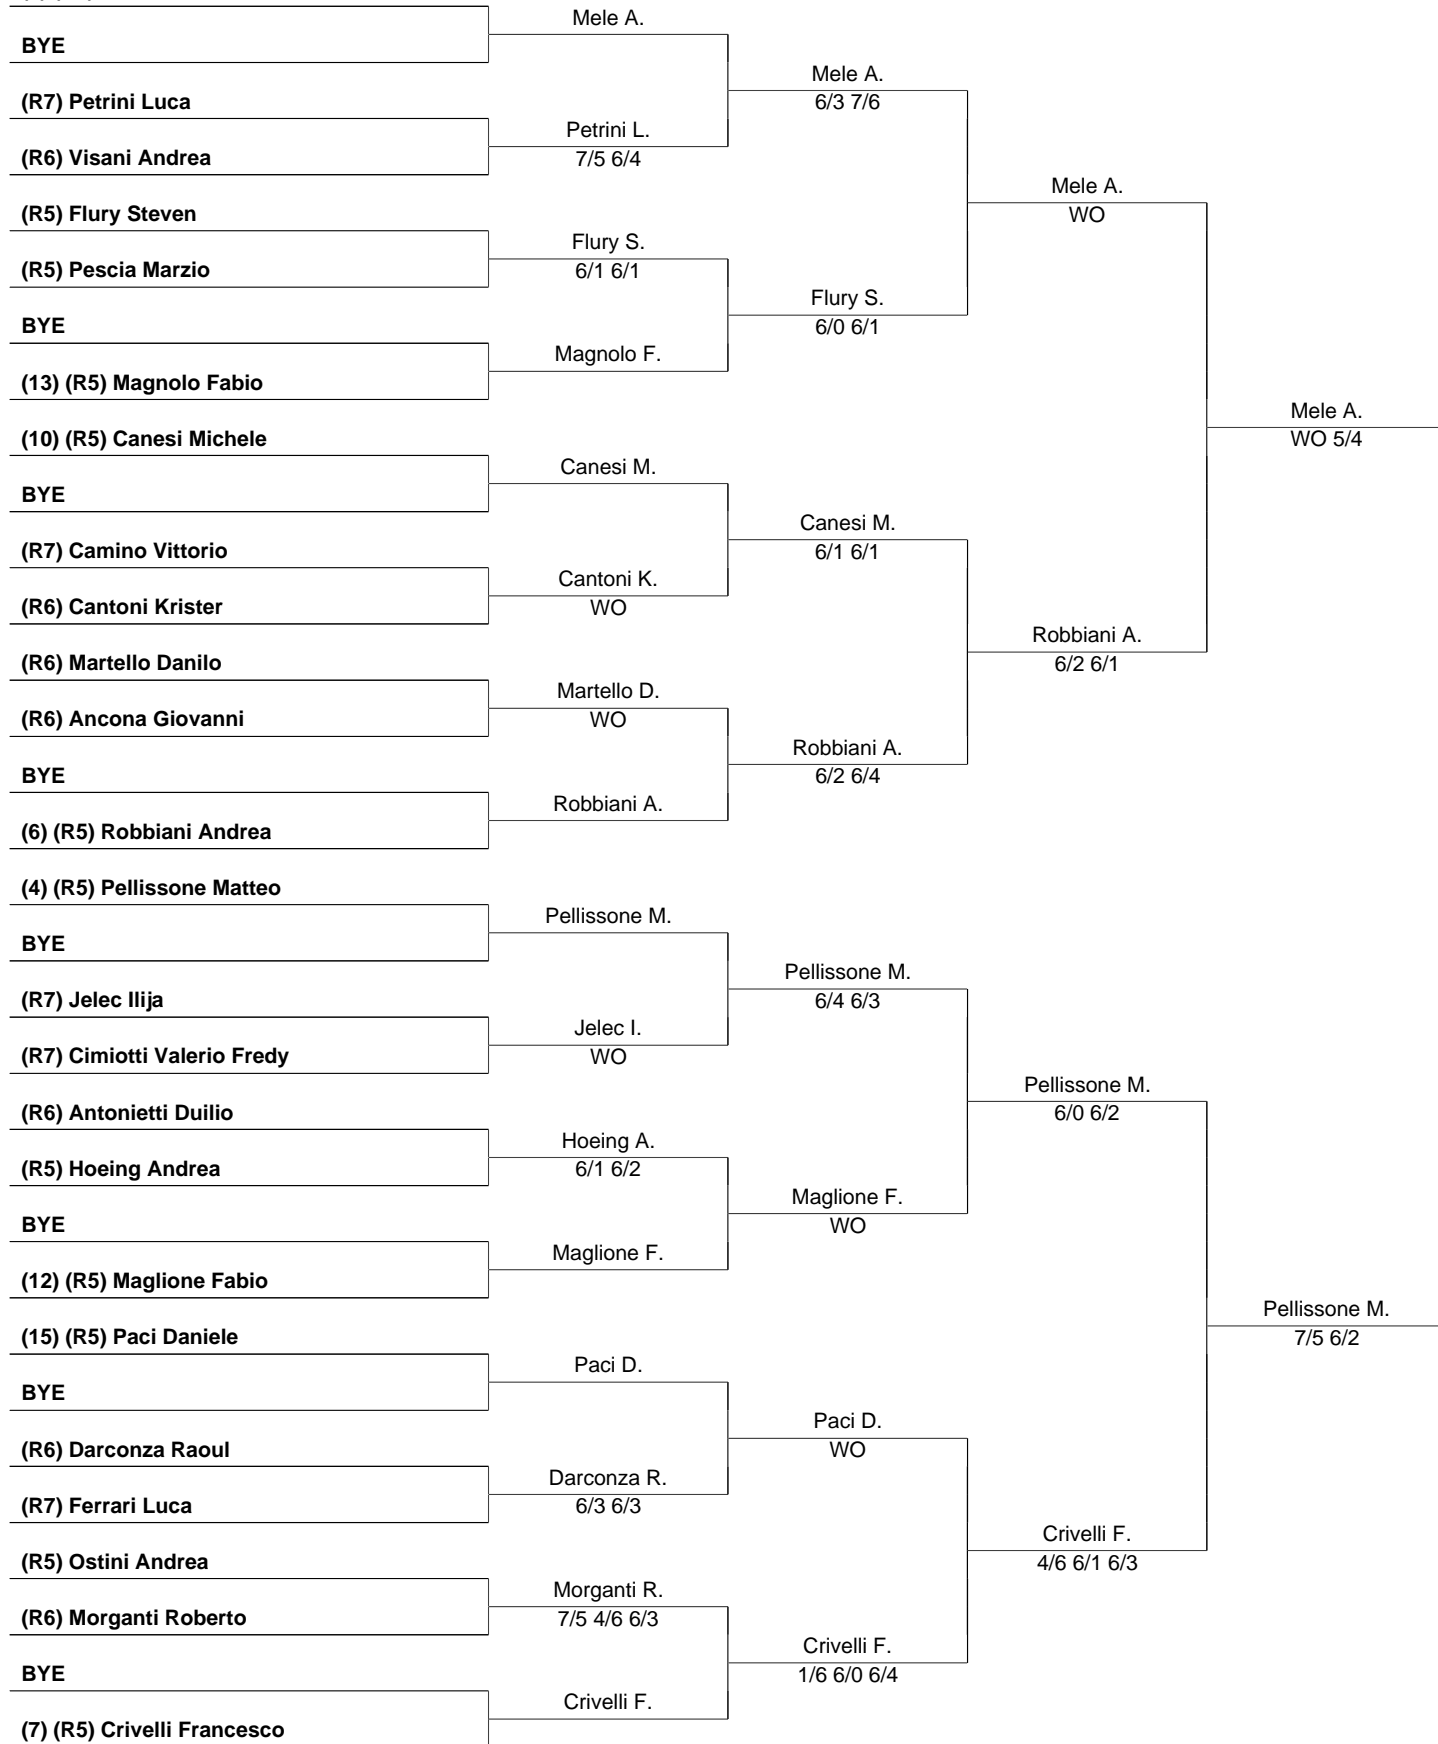 Mele A.
BYE
Mele A.
(R7) Petrini Luca
6/3 7/6
Petrini L.
(R6) Visani Andrea
7/5 6/4
Mele A.
(R5) Flury Steven
WO
Flury S.
(R5) Pescia Marzio
6/1 6/1
Flury S.
BYE
6/0 6/1
Magnolo F.
(13) (R5) Magnolo Fabio
Mele A.
(10) (R5) Canesi Michele
WO 5/4
Canesi M.
BYE
Canesi M.
(R7) Camino Vittorio
6/1 6/1
Cantoni K.
(R6) Cantoni Krister
WO
Robbiani A.
(R6) Martello Danilo
6/2 6/1
Martello D.
(R6) Ancona Giovanni
WO
Robbiani A.
BYE
6/2 6/4
Robbiani A.
(6) (R5) Robbiani Andrea
(4) (R5) Pellissone Matteo
Pellissone M.
BYE
Pellissone M.
(R7) Jelec Ilija
6/4 6/3
Jelec I.
(R7) Cimiotti Valerio Fredy
WO
Pellissone M.
(R6) Antonietti Duilio
6/0 6/2
Hoeing A.
(R5) Hoeing Andrea
6/1 6/2
Maglione F.
BYE
WO
Maglione F.
(12) (R5) Maglione Fabio
Pellissone M.
(15) (R5) Paci Daniele
7/5 6/2
Paci D.
BYE
Paci D.
(R6) Darconza Raoul
WO
Darconza R.
(R7) Ferrari Luca
6/3 6/3
Crivelli F.
(R5) Ostini Andrea
4/6 6/1 6/3
Morganti R.
(R6) Morganti Roberto
7/5 4/6 6/3
Crivelli F.
BYE
1/6 6/0 6/4
Crivelli F.
(7) (R5) Crivelli Francesco